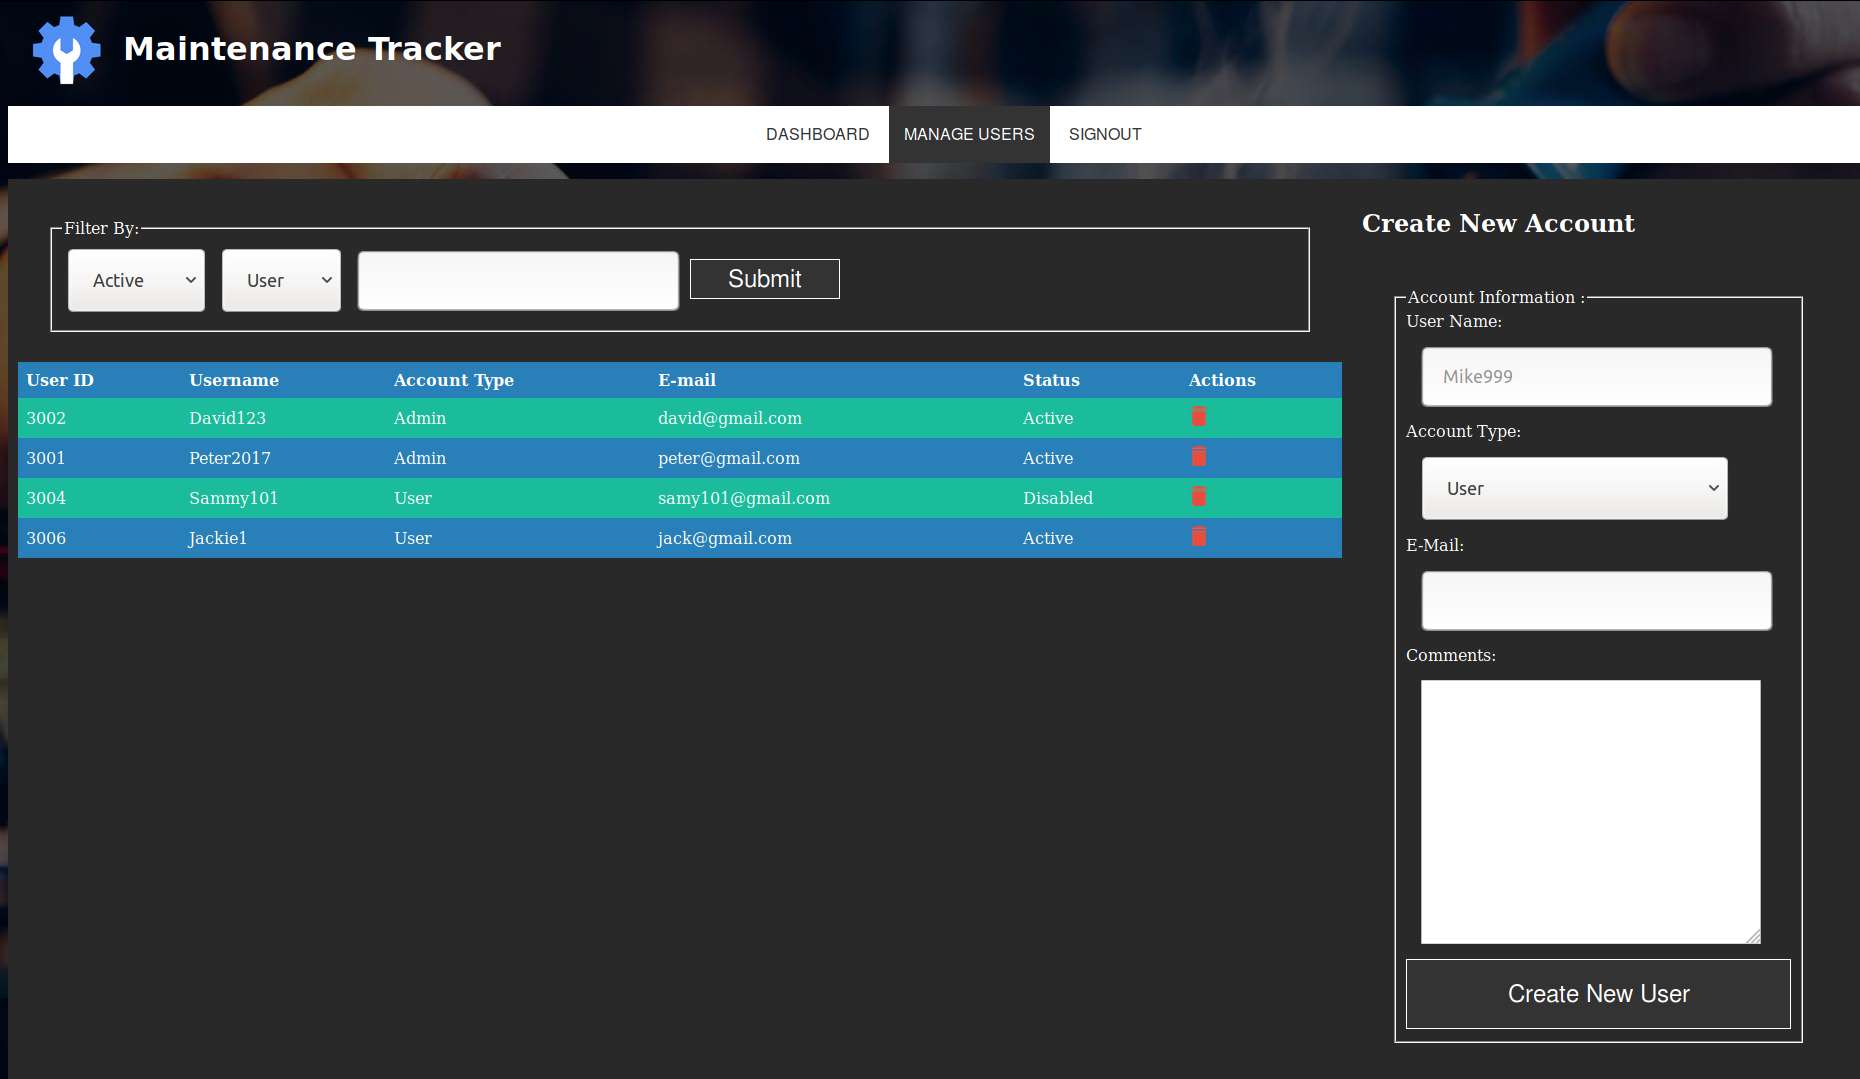 Maintenance Tracker
DASHBOARD MANAGE USERS SIGNOUT
Filter By:
Active User Submit
User ID Username Account Type E-mail Status Actions
3002 David123 Admin david@gmail.com Active
3001 Peter2017 Admin peter@gmail.com Active
3004 Sammy101 User samy101@gmail.com Disabled
3006 Jackie1 User jack@gmail.com Active
Create New Account
Account Information :
User Name:
Mike999
Account Type:
User
E-Mail:
Comments:
Create New User